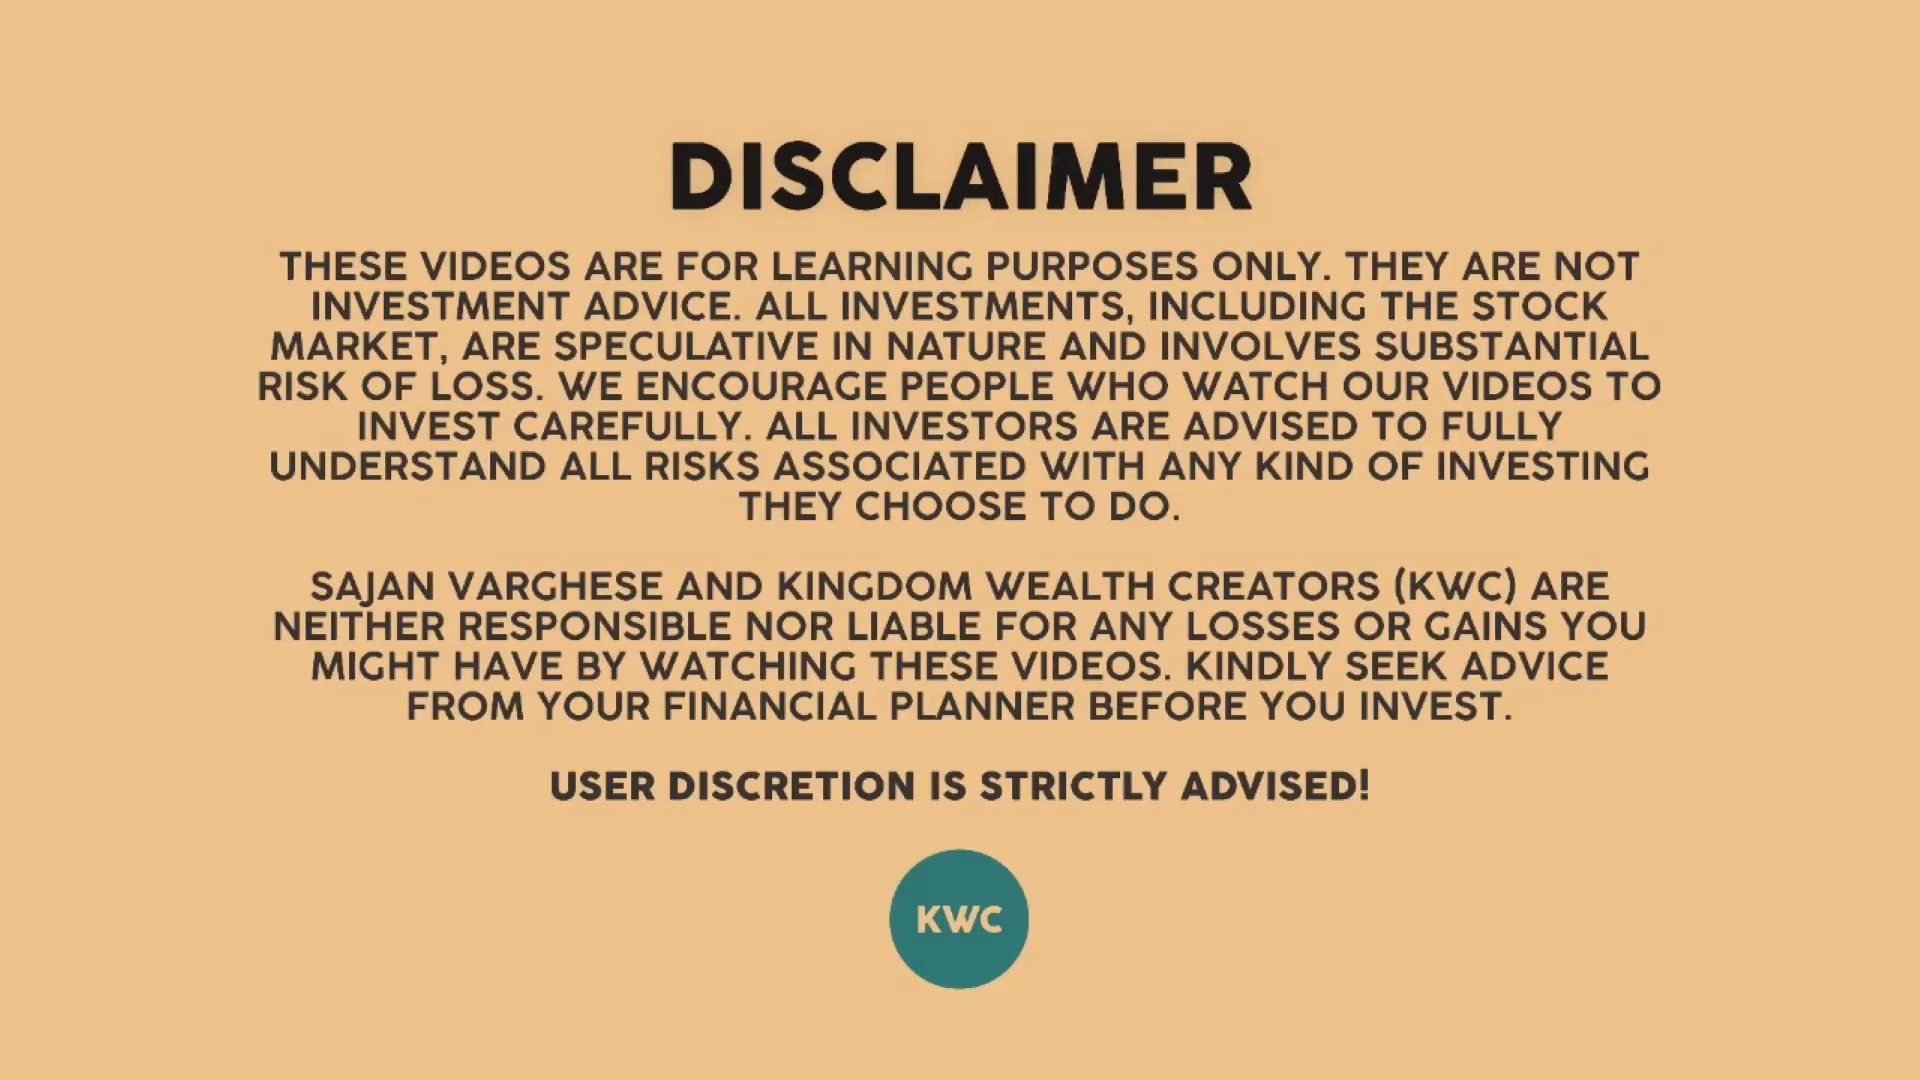 DISCLAIMER
THESE VIDEOS ARE FOR LEARNING PURPOSES ONLY. THEY ARE NOT
INVESTMENT ADVICE. ALL INVESTMENTS, INCLUDING THE STOCK
MARKET, ARE SPECULATIVE IN NATURE AND INVOLVES SUBSTANTIAL
RISK OF LOSS. WE ENCOURAGE PEOPLE WHO WATCH OUR VIDEOS TO
INVEST CAREFULLY. ALL INVESTORS ARE ADVISED TO FULLY
UNDERSTAND ALL RISKS ASSOCIATED WITH ANY KIND OF INVESTING
THEY CHOOSE TO DO.
SAJAN VARGHESE AND KINGDOM WEALTH CREATORS (KWC) ARE
NEITHER RESPONSIBLE NOR LIABLE FOR ANY LOSSES OR GAINS YOU
MIGHT HAVE BY WATCHING THESE VIDEOS. KINDLY SEEK ADVICE
FROM YOUR FINANCIAL PLANNER BEFORE YOU INVEST.
USER DISCRETION IS STRICTLY ADVISED!
KWC